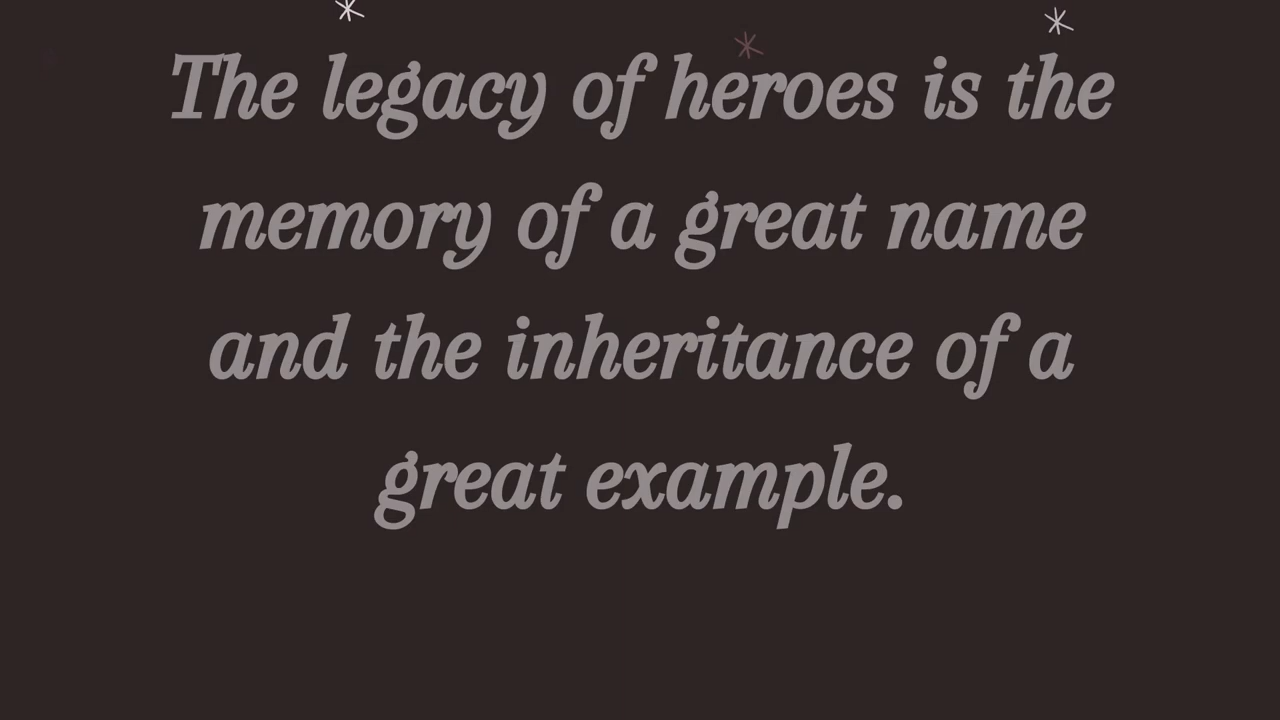 The legacy of heroes is the
memory of a great name
and the inheritance of a
great example.